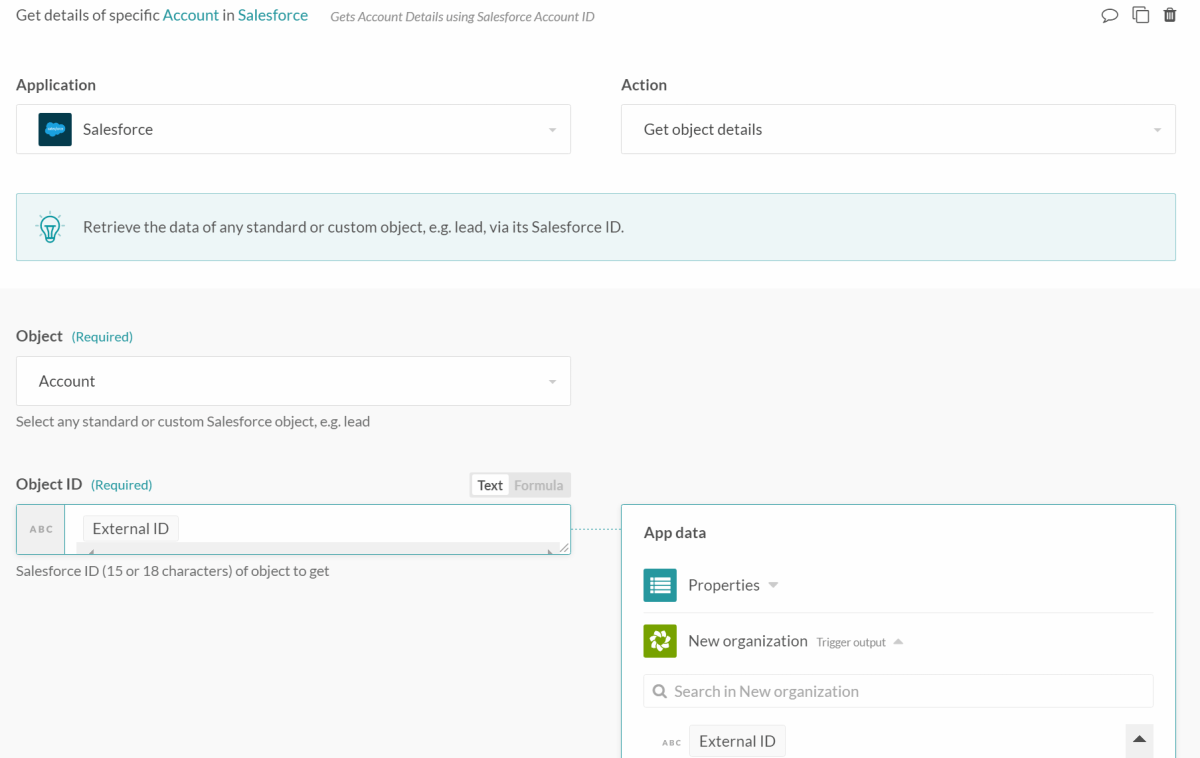 Get details of specific Account in Salesforce Gets Account Details using Salesforce Account ID
Application
Action
Salesforce
Get object details
Retrieve the data of any standard or custom object, e.g. lead, via its Salesforce ID.
Object (Required)
Account
Select any standard or custom Salesforce object, e.g. lead
Object ID (Required)
Text Formula
ABC External ID
Salesforce ID (15 or 18 characters) of object to get
App data
Properties
New organization Trigger output
Search in New organization
ABC External ID